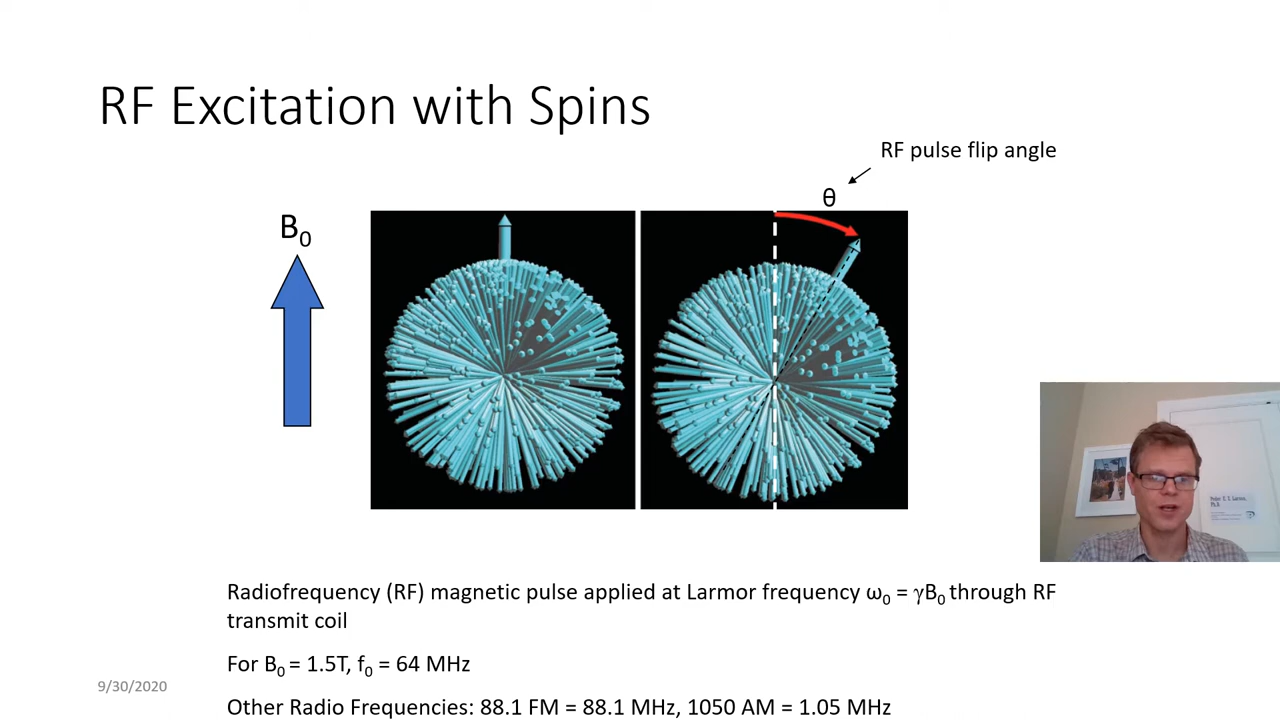 RF Excitation with Spins
RF pulse flip angle
θ
B₀
Radiofrequency (RF) magnetic pulse applied at Larmor frequency ω₀ = γB₀ through RF
transmit coil
For B₀ = 1.5T, f₀ = 64 MHz
9/30/2020
Other Radio Frequencies: 88.1 FM = 88.1 MHz, 1050 AM = 1.05 MHz
Ph.D